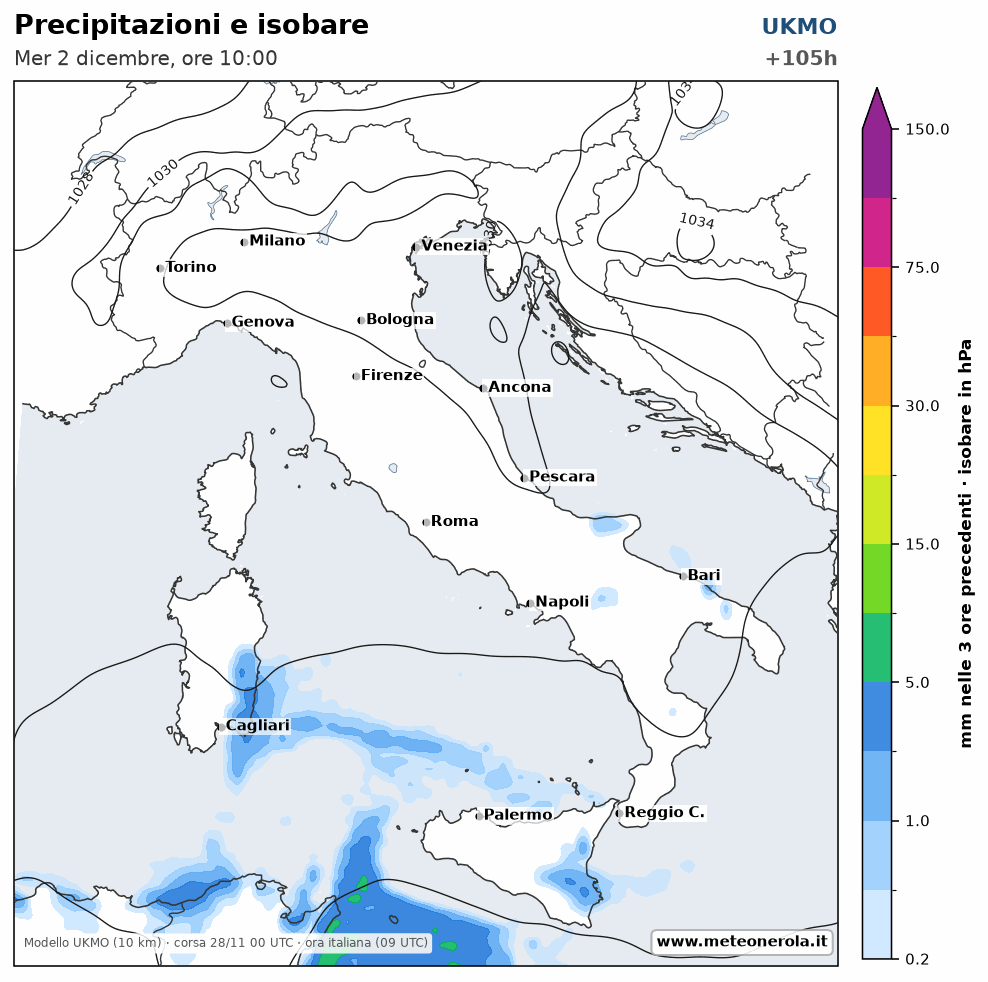 Precipitazioni e isobare
UKMO
Mer 2 dicembre, ore 10:00
+105h
1028
1030
1034
Milano
Venezia
Torino
Genova
Bologna
Firenze
Ancona
Pescara
Roma
Bari
Napoli
Cagliari
Palermo
Reggio C.
150.0
75.0
30.0
15.0
5.0
1.0
0.2
mm nelle 3 ore precedenti · isobare in hPa
Modello UKMO (10 km) · corsa 28/11 00 UTC · ora italiana (09 UTC)
www.meteonerola.it